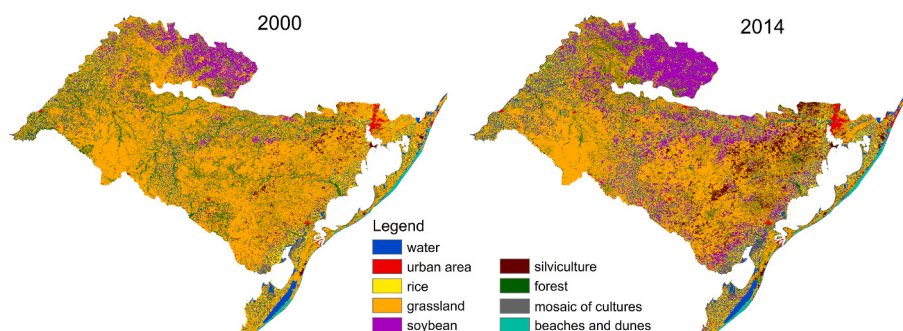 2000
2014
Legend
water
urban area
rice
grassland
soybean
silviculture
forest
mosaic of cultures
beaches and dunes